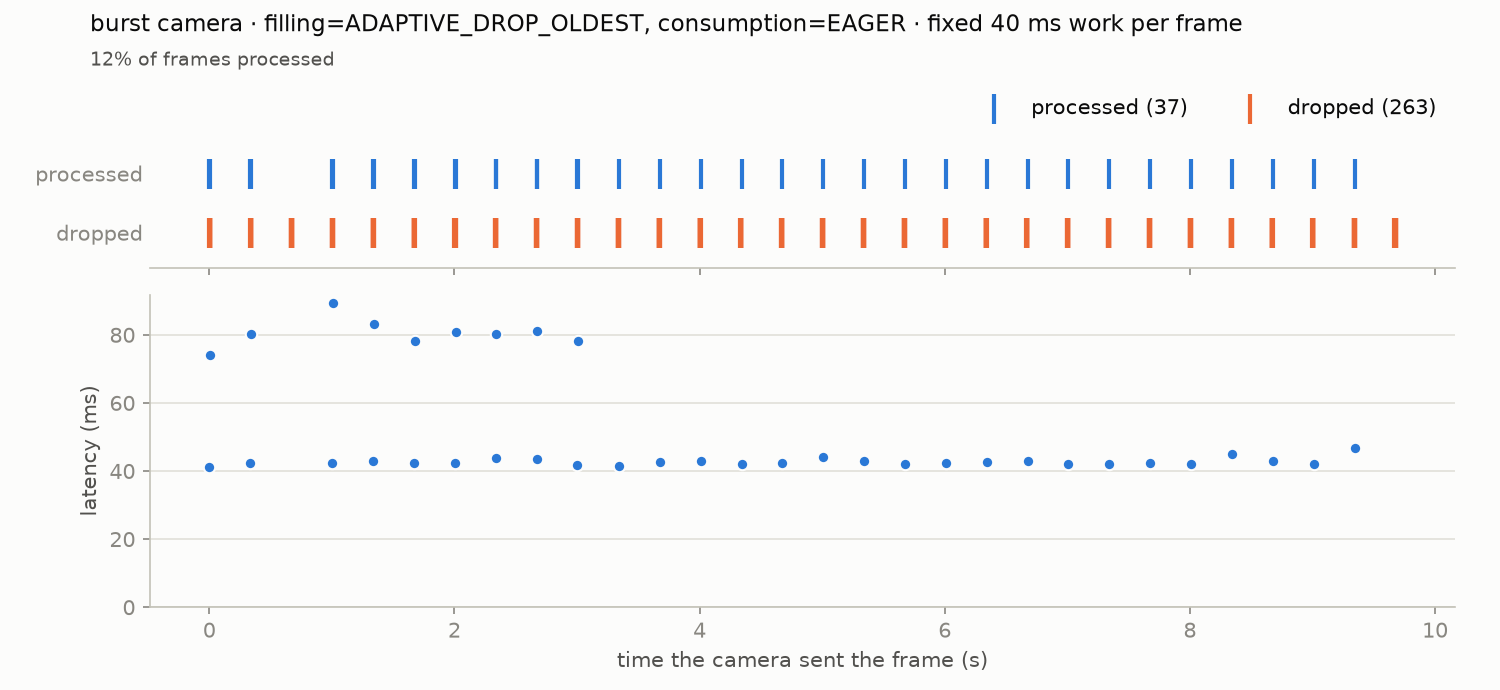 burst camera · filling=ADAPTIVE_DROP_OLDEST, consumption=EAGER · fixed 40 ms work per frame
12% of frames processed
processed (37)
dropped (263)
processed
dropped
80
60
40
20
0
latency (ms)
0 2 4 6 8 10
time the camera sent the frame (s)